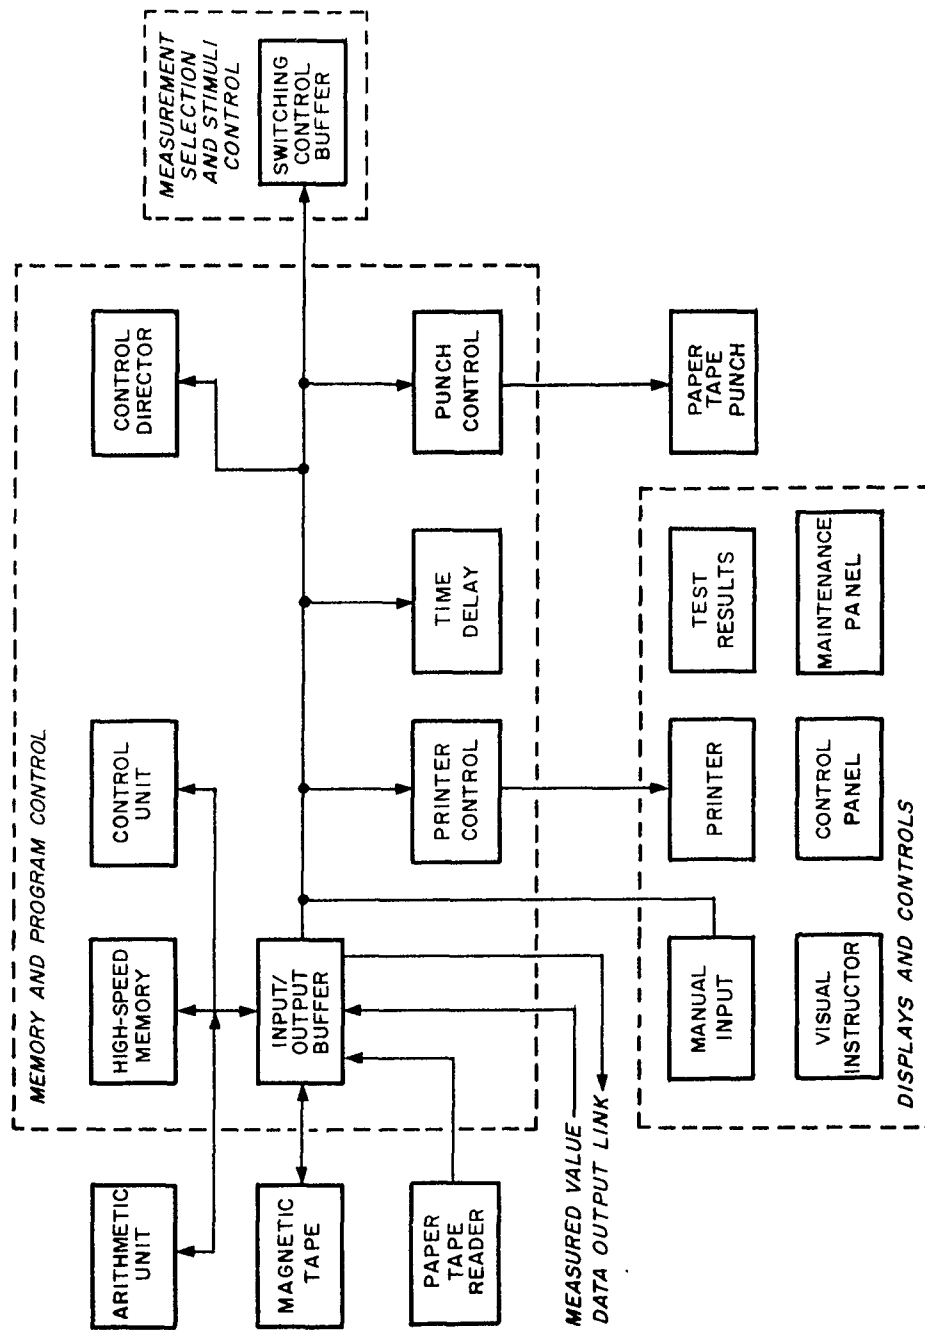 MEMORY AND PROGRAM CONTROL
MEASUREMENT
SELECTION
AND STIMULI
CONTROL
ARITHMETIC
UNIT
HIGH-SPEED
MEMORY
CONTROL
UNIT
CONTROL
DIRECTOR
MAGNETIC
TAPE
INPUT/
OUTPUT
BUFFER
SWITCHING
CONTROL
BUFFER
PAPER
TAPE
READER
PRINTER
CONTROL
TIME
DELAY
PUNCH
CONTROL
MEASURED VALUE
DATA OUTPUT LINK
MANUAL
INPUT
PRINTER
TEST
RESULTS
PAPER
TAPE
PUNCH
VISUAL
INSTRUCTOR
CONTROL
PANEL
MAINTENANCE
PANEL
DISPLAYS AND CONTROLS